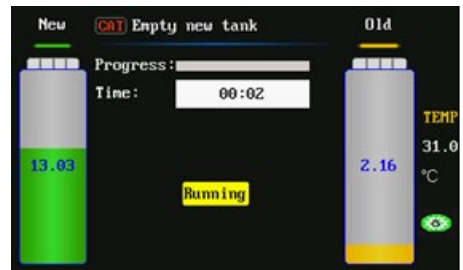 New CAT Empty new tank Old
Progress:
Time: 00:02
TEMP
31.0
13.03 2.16 °C
Running